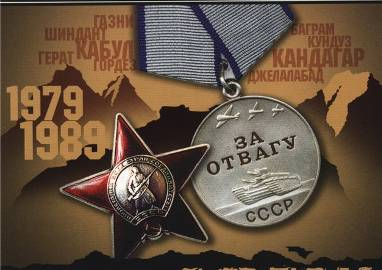 ГАЗНИ
ШИНДАНТ
КАБУЛ
ГЕРАТ
ГОРДЕЗ
БАГРАМ
КУНДУЗ
КАНДАГАР
ДЖЕЛАЛАБАД
1979
1989
ЗА
ОТВАГУ
СССР